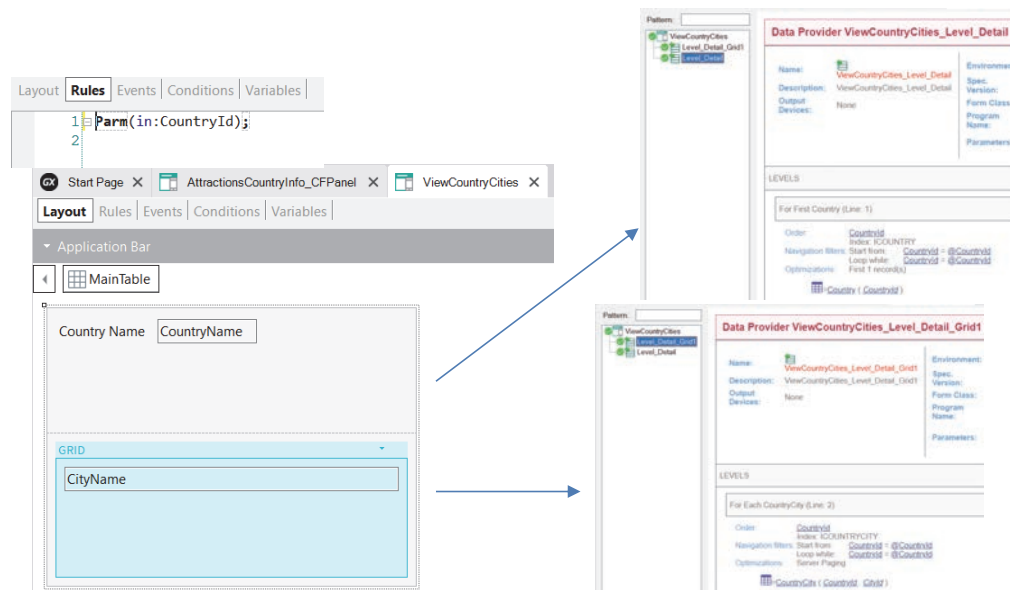 Layout Rules Events Conditions Variables
1 Parm(in:CountryId);
2
GX Start Page AttractionsCountryInfo_CFPanel ViewCountryCities
Layout Rules Events Conditions Variables
Application Bar
MainTable
Country Name CountryName
GRID
CityName
Pattern:
ViewCountryCities
Level_Detail_Grid1
Level_Detail
Data Provider ViewCountryCities_Level_Detail
Name: ViewCountryCities_Level_Detail
Description: ViewCountryCities_Level_Detail
Output Devices: None
Environmen
Spec. Version:
Form Class
Program Name:
Parameters
LEVELS
For First Country (Line: 1)
Order: CountryId
Index: ICOUNTRY
Navigation filters: Start from: CountryId = @CountryId
Loop while: CountryId = @CountryId
Optimizations: First 1 record(s)
Country ( CountryId )
Pattern:
ViewCountryCities
Level_Detail_Grid1
Level_Detail
Data Provider ViewCountryCities_Level_Detail_Grid1
Name: ViewCountryCities_Level_Detail_Grid1
Description: ViewCountryCities_Level_Detail_Grid1
Output Devices: None
Environment:
Spec. Version:
Form Class:
Program Name:
Parameters:
LEVELS
For Each CountryCity (Line: 2)
Order: CountryId
Index: ICOUNTRYCITY
Navigation filters: Start from: CountryId = @CountryId
Loop while: CountryId = @CountryId
Optimizations: Server Paging
CountryCity ( CountryId, CityId )